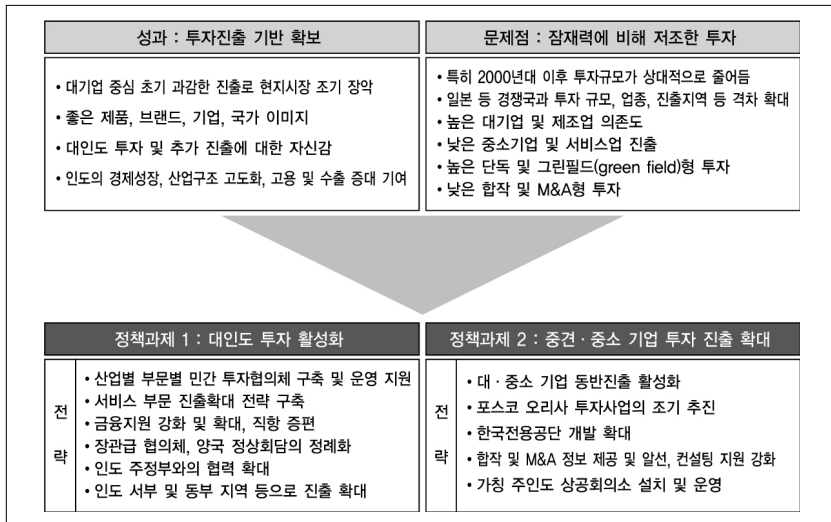 성과 : 투자진출 기반 확보
• 대기업 중심 초기 과감한 진출로 현지시장 조기 장악
• 좋은 제품, 브랜드, 기업, 국가 이미지
• 대인도 투자 및 추가 진출에 대한 자신감
• 인도의 경제성장, 산업구조 고도화, 고용 및 수출 증대 기여
문제점 : 잠재력에 비해 저조한 투자
• 특히 2000년대 이후 투자규모가 상대적으로 줄어듬
• 일본 등 경쟁국과 투자 규모, 업종, 진출지역 등 격차 확대
• 높은 대기업 및 제조업 의존도
• 낮은 중소기업 및 서비스업 진출
• 높은 단독 및 그린필드(green field)형 투자
• 낮은 합작 및 M&A형 투자
정책과제 1 : 대인도 투자 활성화
전략
• 산업별 부문별 민간 투자협의체 구축 및 운영 지원
• 서비스 부문 진출확대 전략 구축
• 금융지원 강화 및 확대, 직항 증편
• 장관급 협의체, 양국 정상회담의 정례화
• 인도 주정부와의 협력 확대
• 인도 서부 및 동부 지역 등으로 진출 확대
정책과제 2 : 중견 · 중소 기업 투자 진출 확대
전략
• 대 · 중소 기업 동반진출 활성화
• 포스코 오리사 투자사업의 조기 추진
• 한국전용공단 개발 확대
• 합작 및 M&A 정보 제공 및 알선, 컨설팅 지원 강화
• 가칭 주인도 상공회의소 설치 및 운영